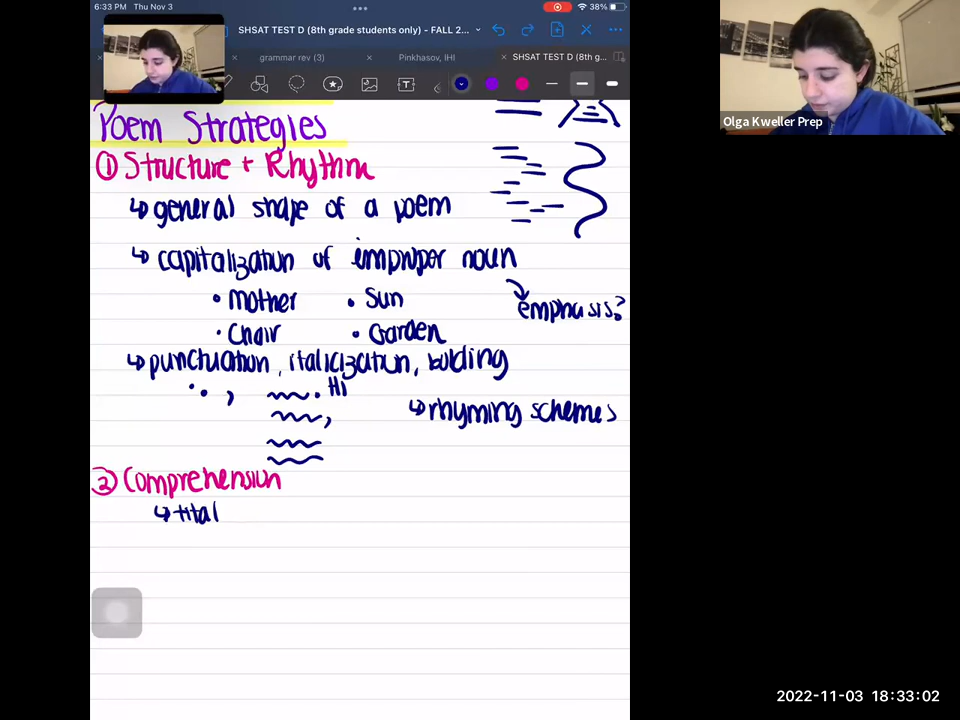 6:33 PM Thu Nov 3
38%
SHSAT TEST D (8th grade students only) - FALL 2...
grammar rev (3)
Pinkhasov, IHI
SHSAT TEST D (8th g...
Olga Kweller Prep
Poem Strategies
① Structure + Rhythm
↳ general shape of a poem
↳ capitalization of improper noun
• Mother
• Sun
emphasis?
• Chair
• Garden
↳ punctuation, italicization, bolding
Hi
↳ rhyming schemes
② Comprehension
↳ tital
2022-11-03 18:33:02